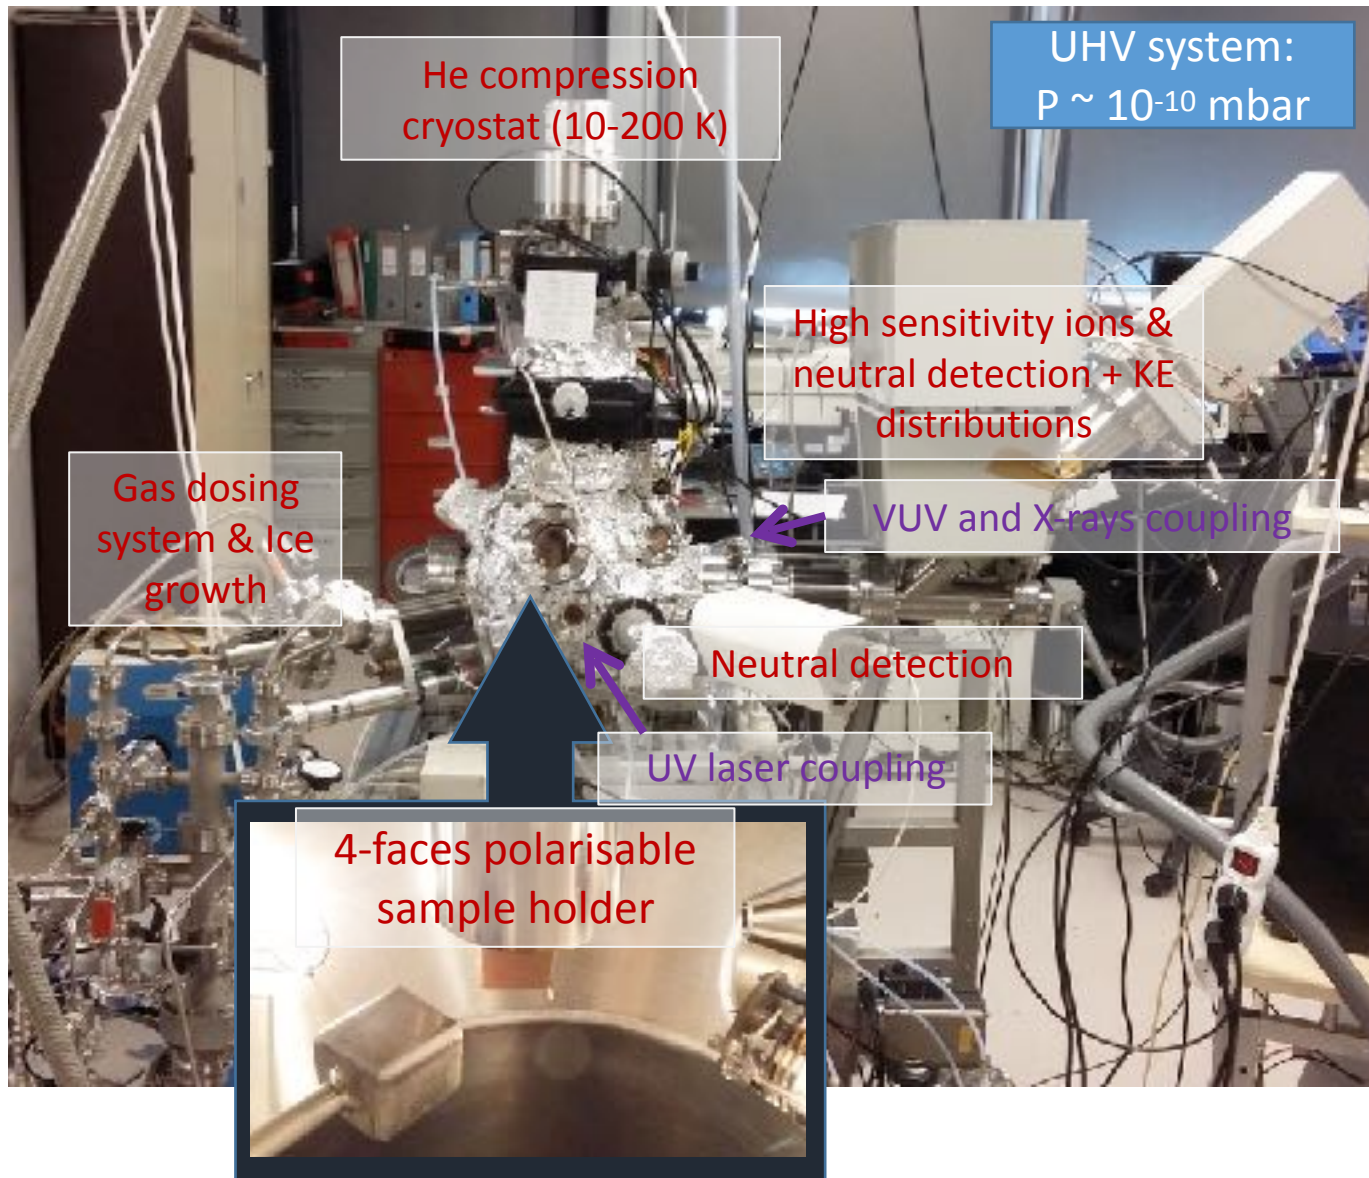 He compression
cryostat (10-200 K)
UHV system:
P ~ 10⁻¹⁰ mbar
High sensitivity ions &
neutral detection + KE
distributions
Gas dosing
system & Ice
growth
VUV and X-rays coupling
Neutral detection
UV laser coupling
4-faces polarisable
sample holder